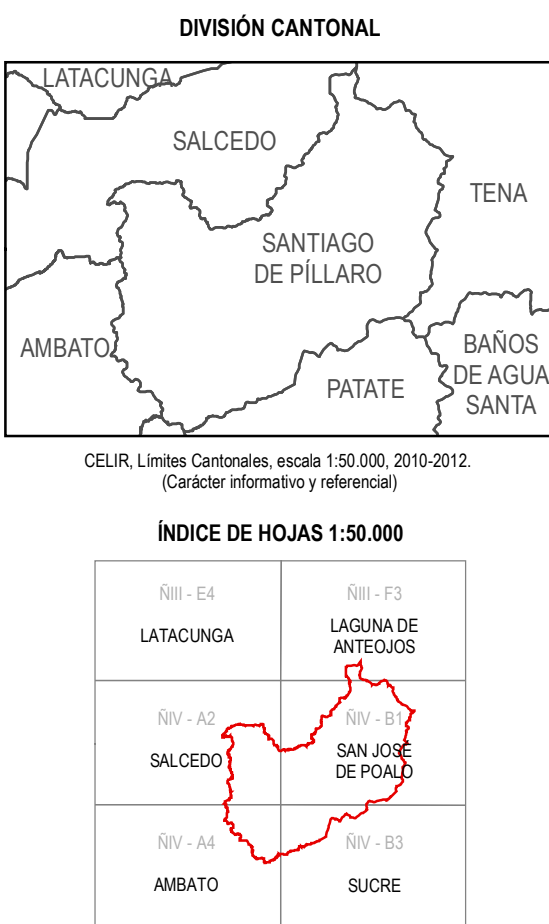 DIVISIÓN CANTONAL
LATACUNGA
SALCEDO
TENA
SANTIAGO
DE PÍLLARO
AMBATO
BAÑOS
DE AGUA
SANTA
PATATE
CELIR, Límites Cantonales, escala 1:50.000, 2010-2012.
(Carácter informativo y referencial)
ÍNDICE DE HOJAS 1:50.000
ÑIII - E4
LATACUNGA
ÑIII - F3
LAGUNA DE
ANTEOJOS
ÑIV - A2
SALCEDO
ÑIV - B1
SAN JOSÉ
DE POALÓ
ÑIV - A4
AMBATO
ÑIV - B3
SUCRE